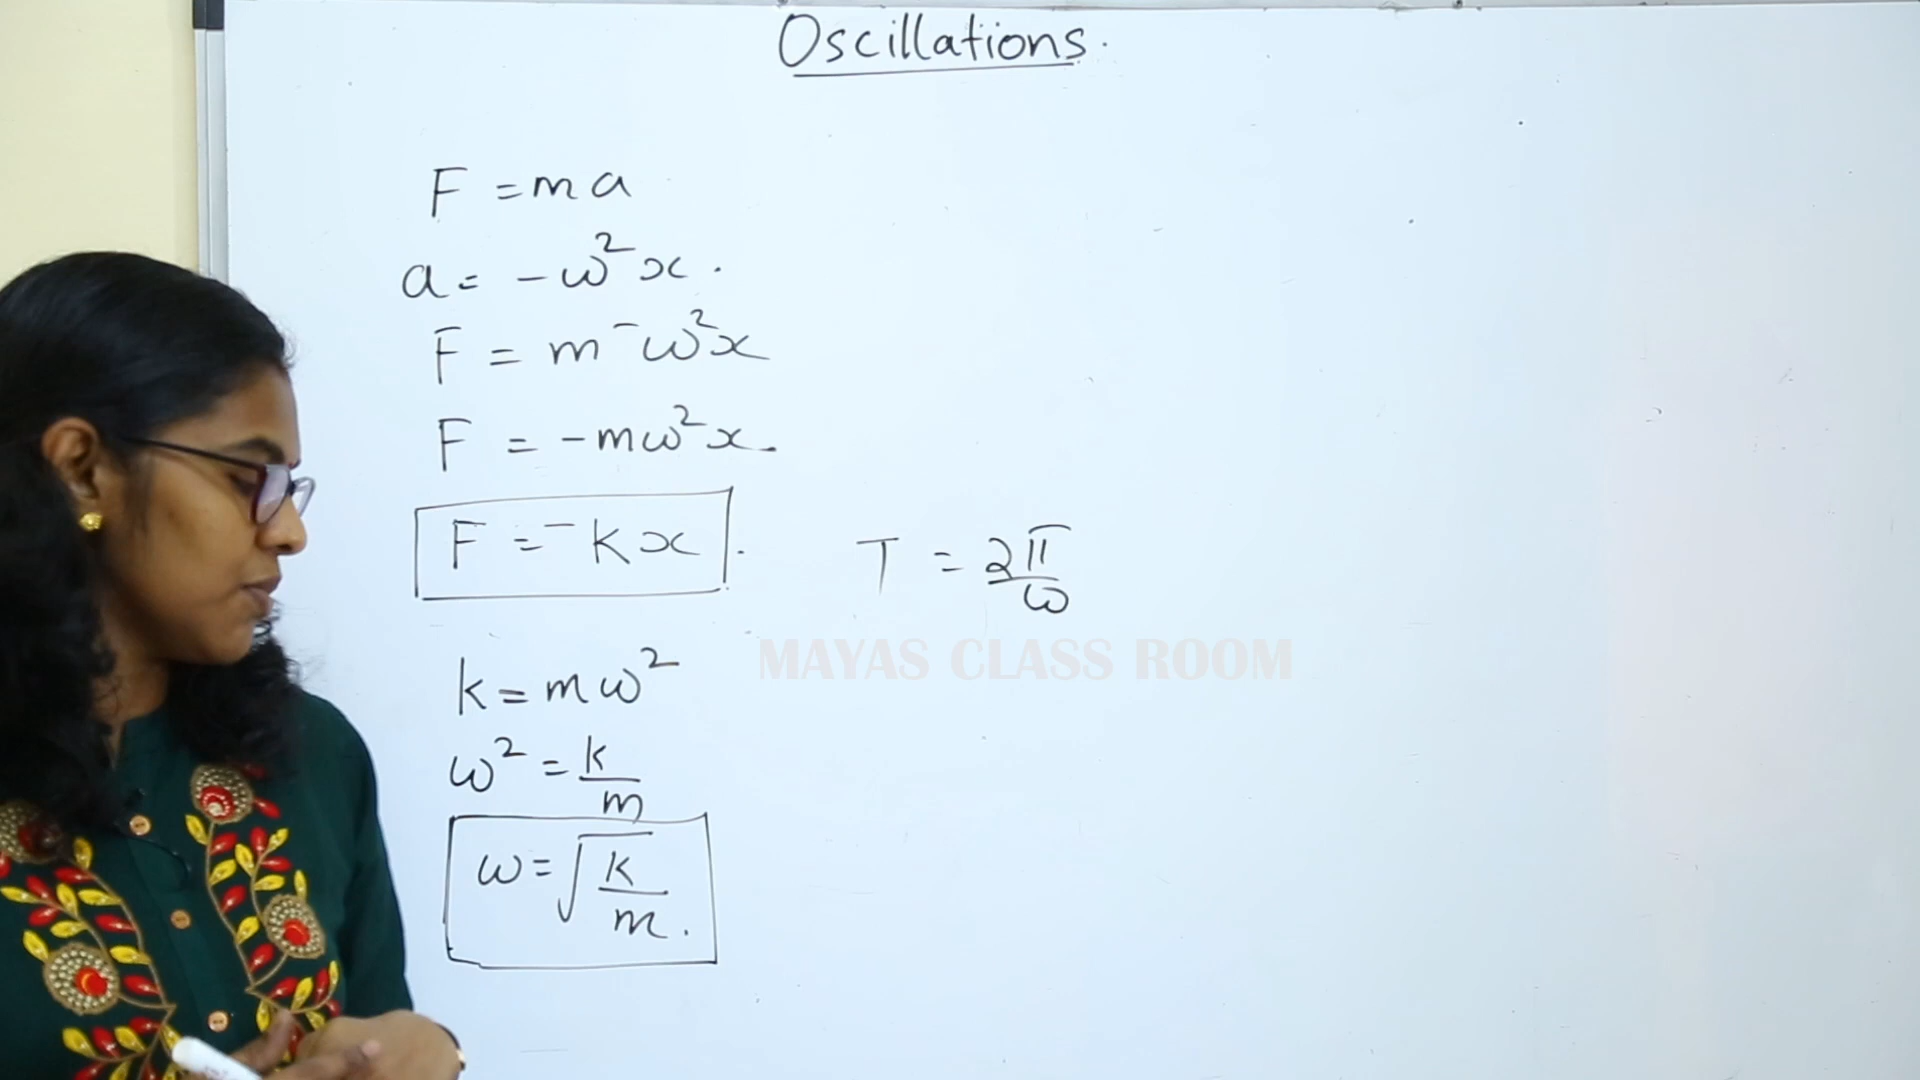 Oscillations.
F = ma
a = -ω²x.
F = m⁻ω²x
F = -mω²x.
F = ⁻kx.
T = 2π/ω
MAYAS CLASS ROOM
k = mω²
ω² = k/m
ω = √k/m.